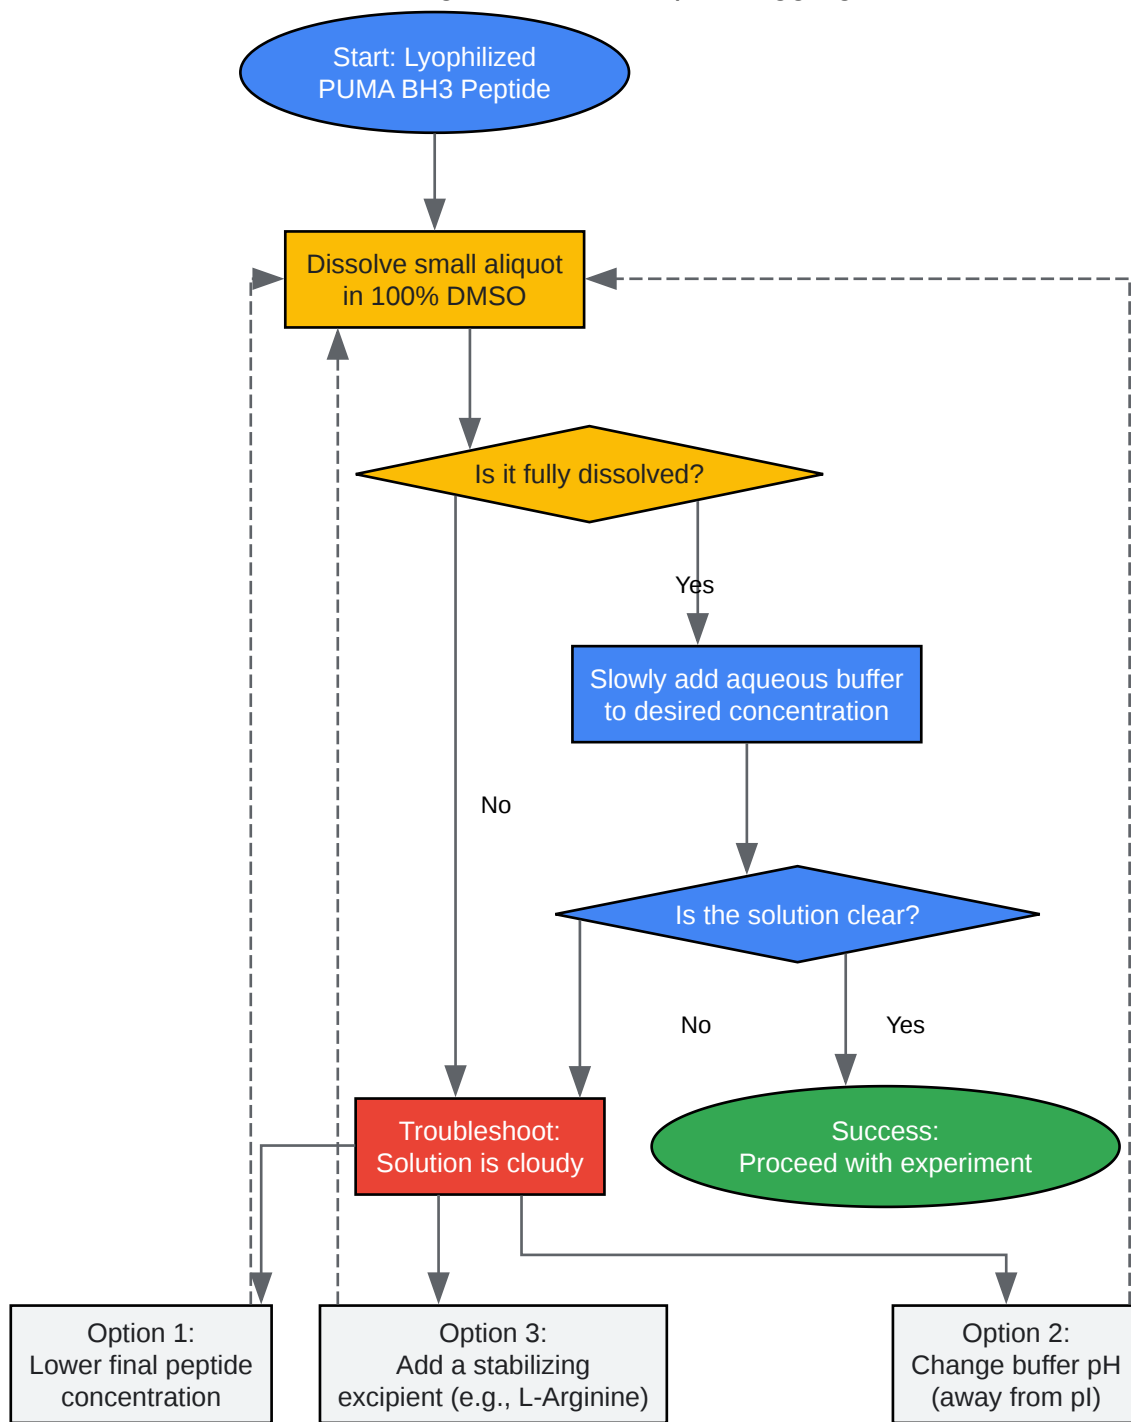 Start: Lyophilized
PUMA BH3 Peptide
Dissolve small aliquot
in 100% DMSO
Is it fully dissolved?
Yes
Slowly add aqueous buffer
to desired concentration
No
Is the solution clear?
No
Yes
Troubleshoot:
Solution is cloudy
Success:
Proceed with experiment
Option 1:
Lower final peptide
concentration
Option 3:
Add a stabilizing
excipient (e.g., L-Arginine)
Option 2:
Change buffer pH
(away from pI)